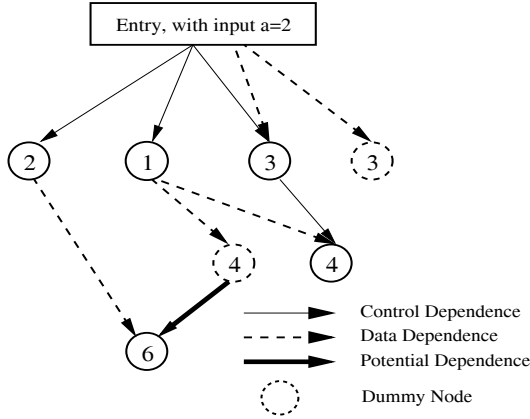 Entry, with input a=2
2
1
3
3
4
4
6
Control Dependence
Data Dependence
Potential Dependence
Dummy Node